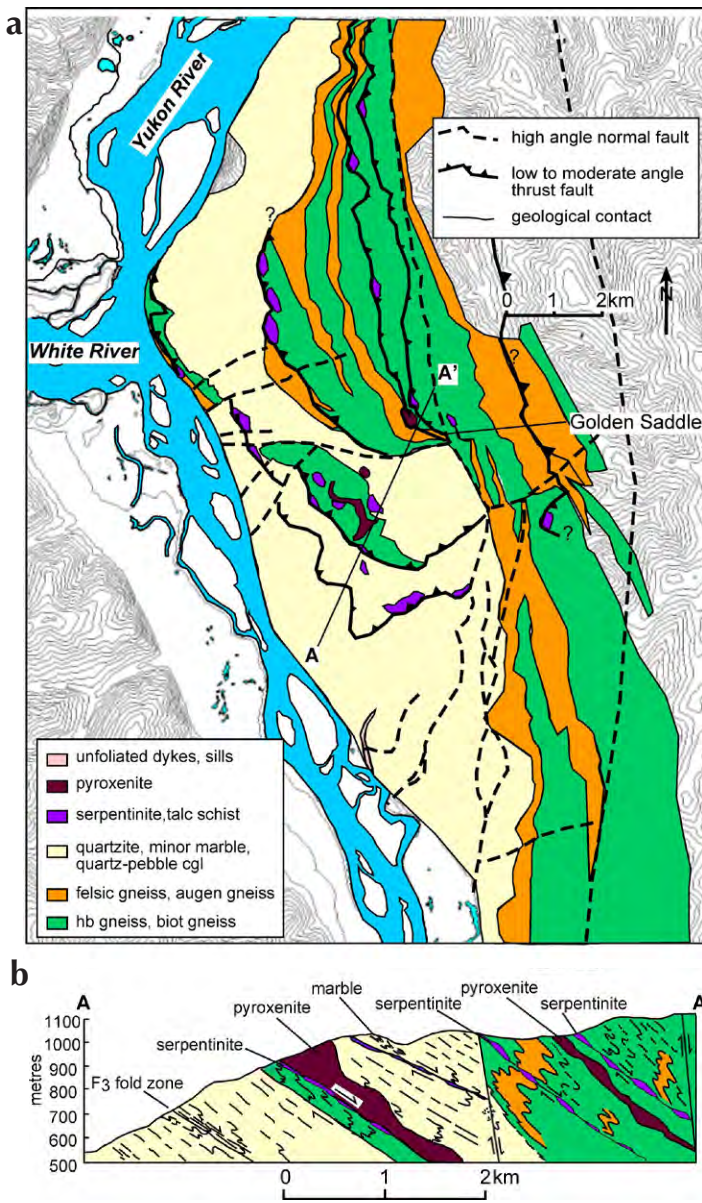 a
Yukon River
high angle normal fault
low to moderate angle
thrust fault
geological contact
?
0 2km
N
White River
?
A'
Golden Saddle
?
A
unfoliated dykes, sills
pyroxenite
serpentinite,talc schist
quartzite, minor marble,
quartz-pebble cgl
felsic gneiss, augen gneiss
hb gneiss, biot gneiss
b
A
marble
pyroxenite
A
pyroxenite
serpentinite
serpentinite
serpentinite
F3 fold zone
metres
1100
1000
900
800
700
600
500
0 1 2km